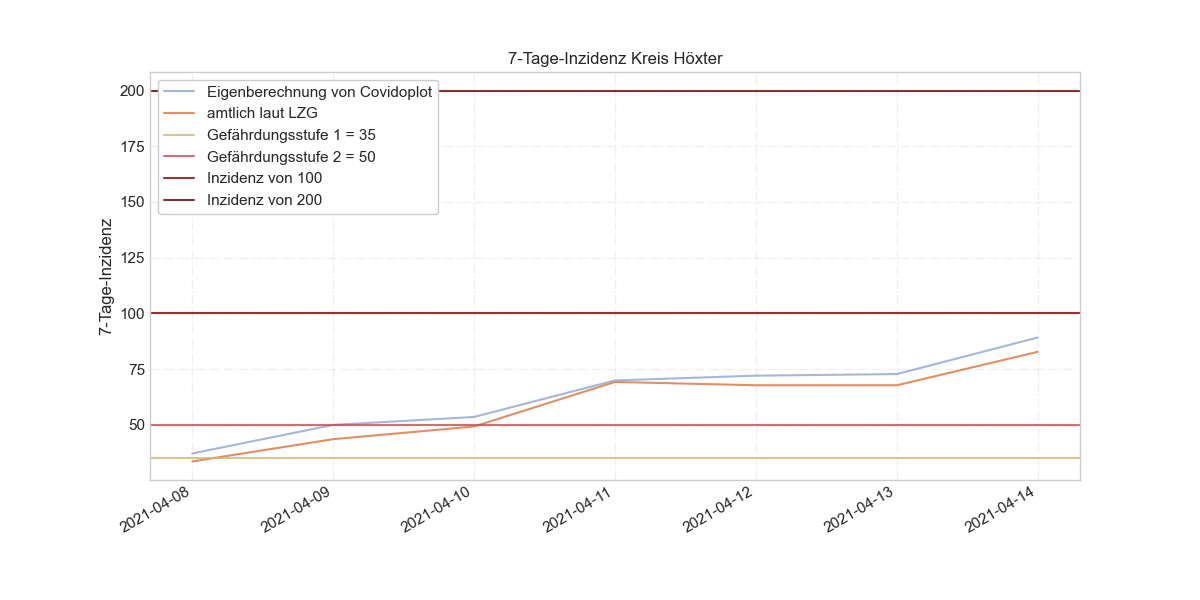 7-Tage-Inzidenz Kreis Höxter
Eigenberechnung von Covidoplot
amtlich laut LZG
Gefährdungsstufe 1 = 35
Gefährdungsstufe 2 = 50
Inzidenz von 100
Inzidenz von 200
7-Tage-Inzidenz
200
175
150
125
100
75
50
2021-04-08
2021-04-09
2021-04-10
2021-04-11
2021-04-12
2021-04-13
2021-04-14